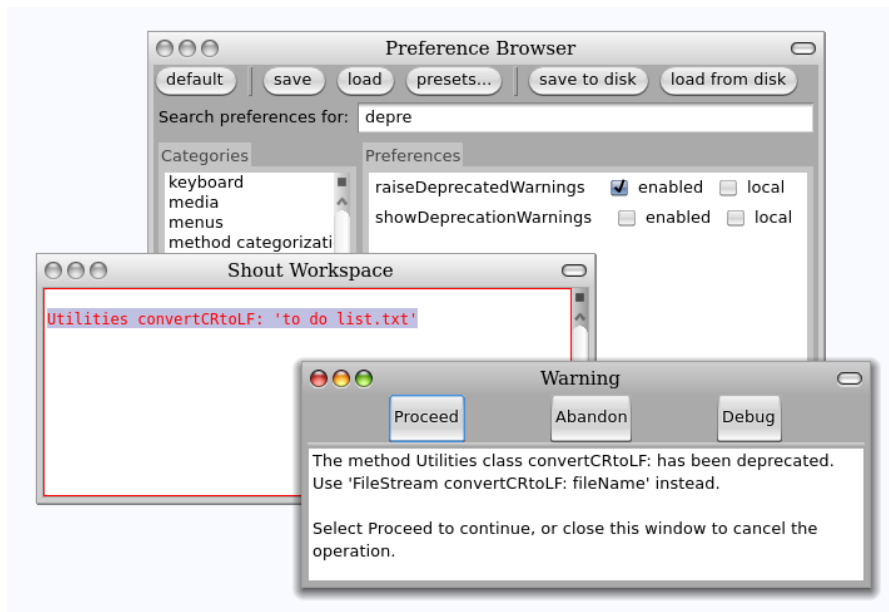 Preference Browser
default save load presets... save to disk load from disk
Search preferences for: depre
Categories Preferences
keyboard
media
menus
method categorizati
raiseDeprecatedWarnings enabled local
showDeprecationWarnings enabled local
Shout Workspace
Utilities convertCRtoLF: 'to do list.txt'
Warning
Proceed Abandon Debug
The method Utilities class convertCRtoLF: has been deprecated.
Use 'FileStream convertCRtoLF: fileName' instead.
Select Proceed to continue, or close this window to cancel the
operation.